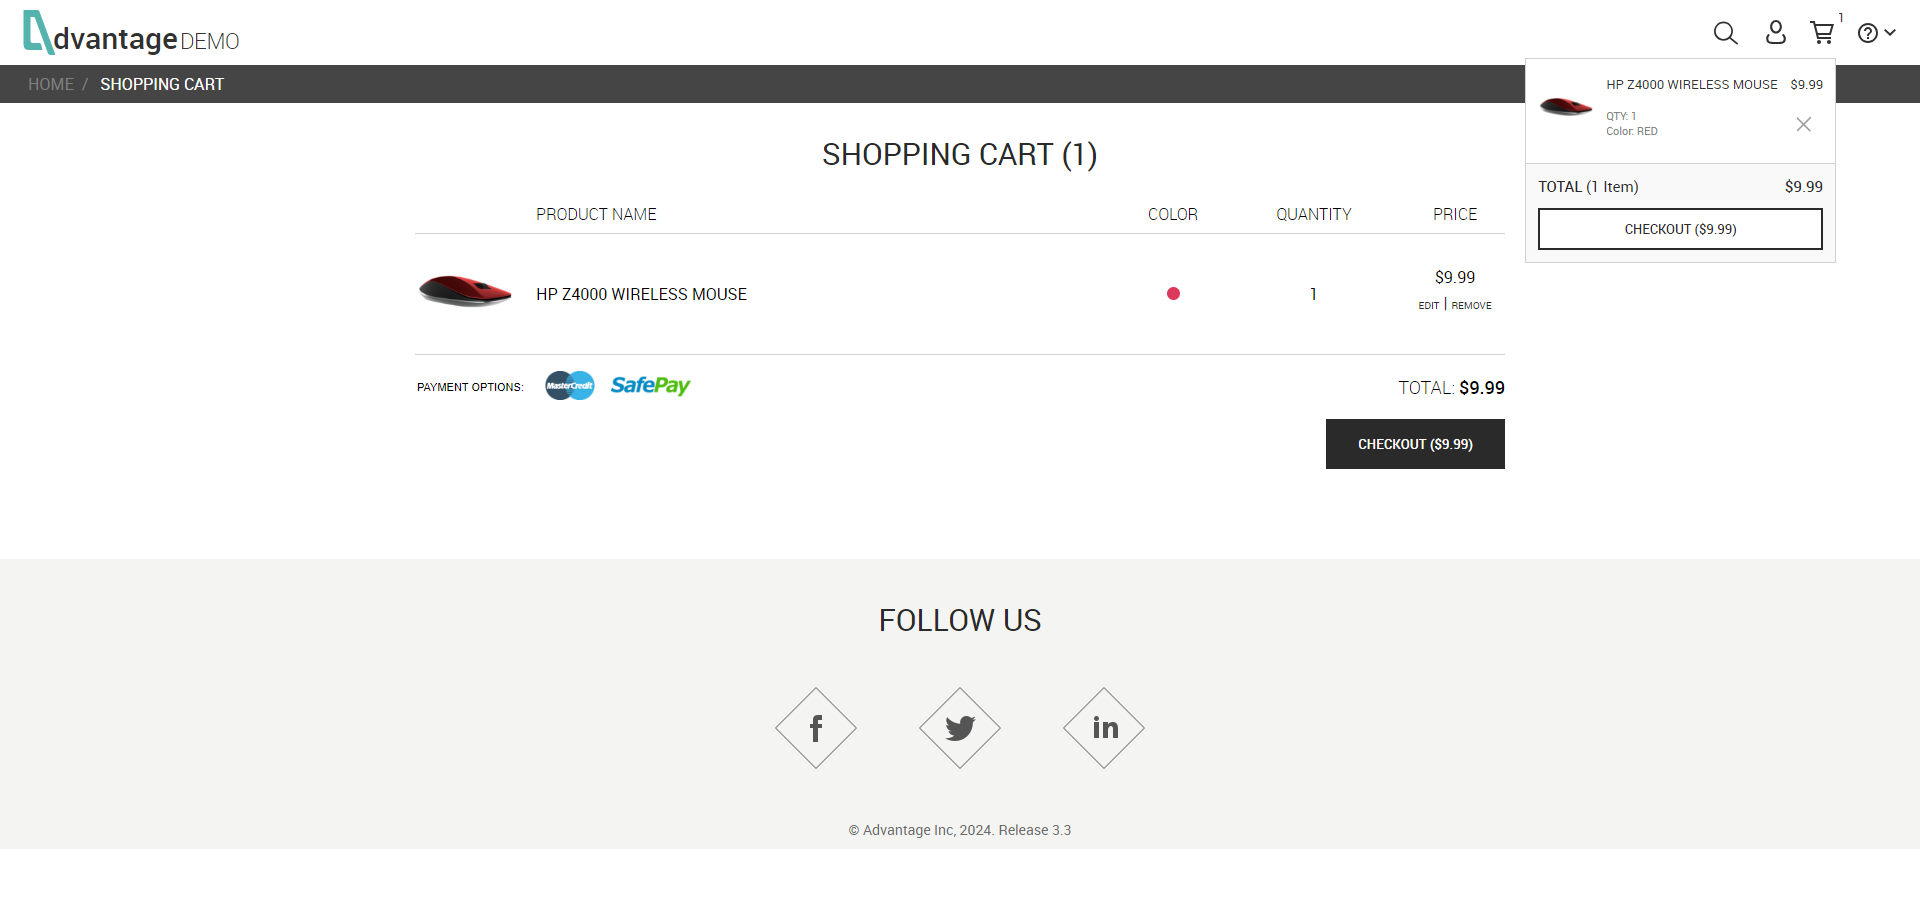 dvantage DEMO
1
HOME / SHOPPING CART
HP Z4000 WIRELESS MOUSE $9.99
QTY: 1
Color: RED
TOTAL (1 Item) $9.99
CHECKOUT ($9.99)
SHOPPING CART (1)
PRODUCT NAME COLOR QUANTITY PRICE
HP Z4000 WIRELESS MOUSE 1 $9.99
EDIT | REMOVE
PAYMENT OPTIONS: MasterCredit SafePay TOTAL: $9.99
CHECKOUT ($9.99)
FOLLOW US
f in
© Advantage Inc, 2024. Release 3.3